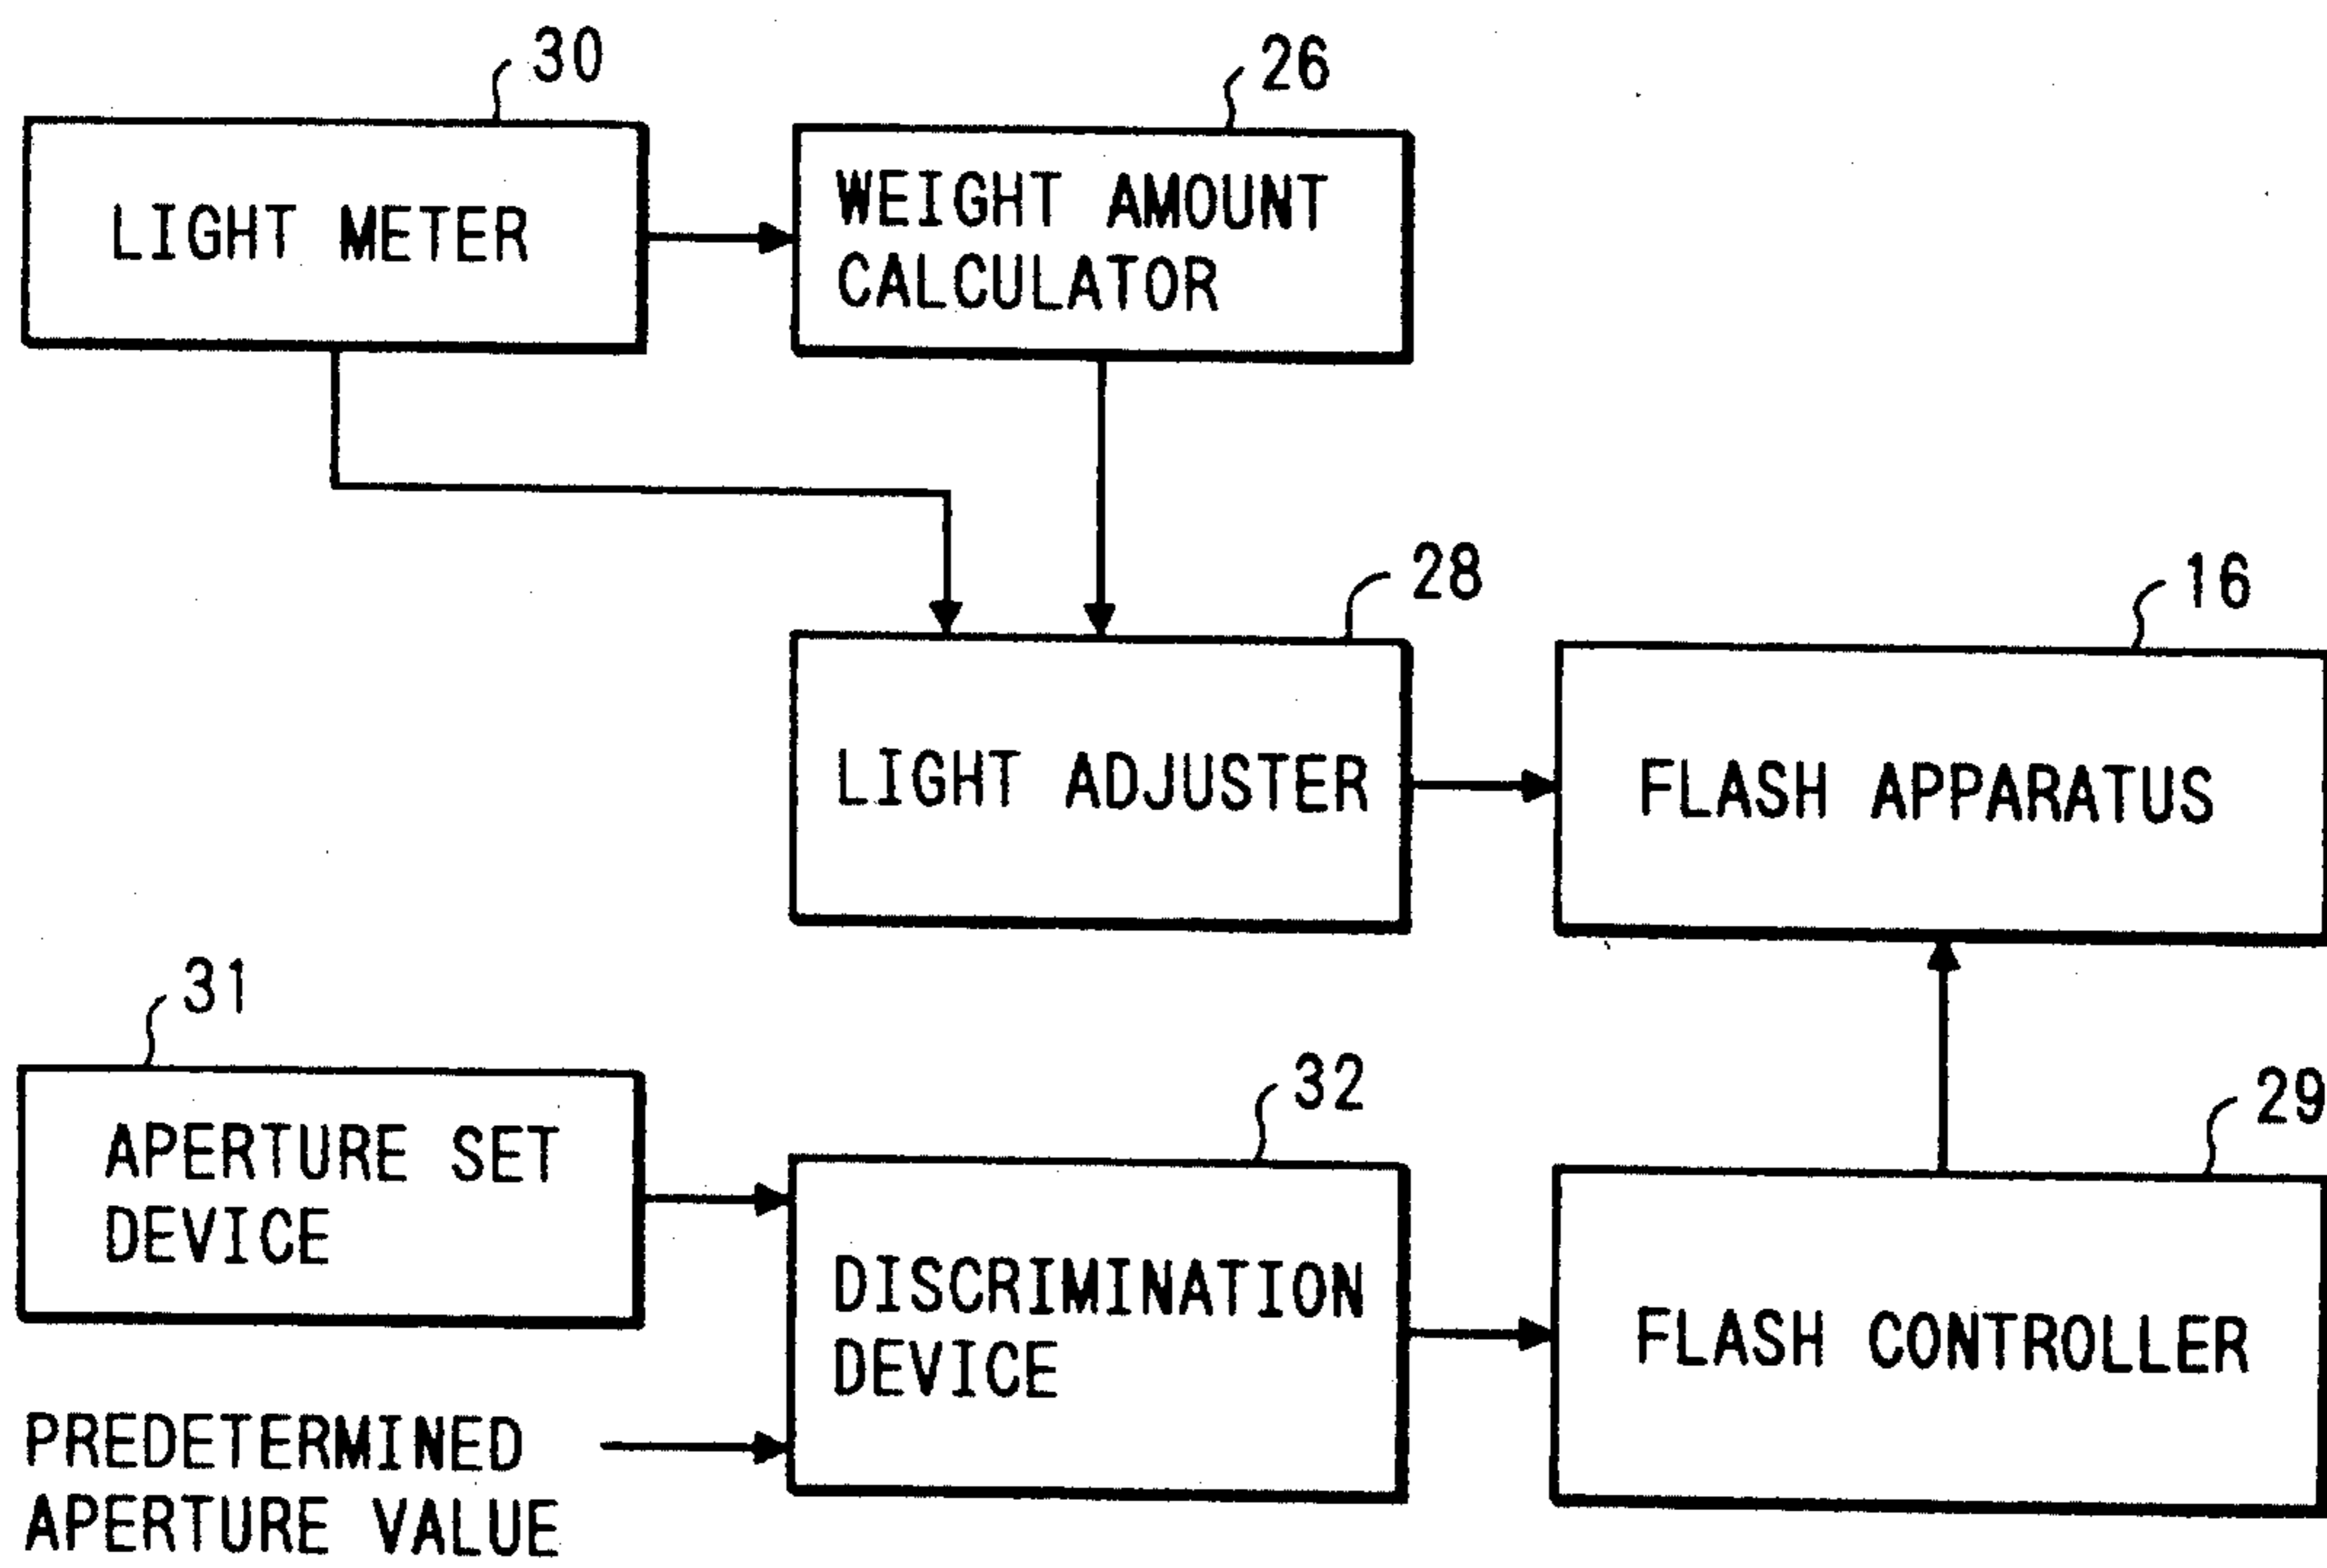 30
26
LIGHT METER
WEIGHT AMOUNT
CALCULATOR
28
16
LIGHT ADJUSTER
FLASH APPARATUS
31
32
29
APERTURE SET
DEVICE
DISCRIMINATION
DEVICE
FLASH CONTROLLER
PREDETERMINED
APERTURE VALUE